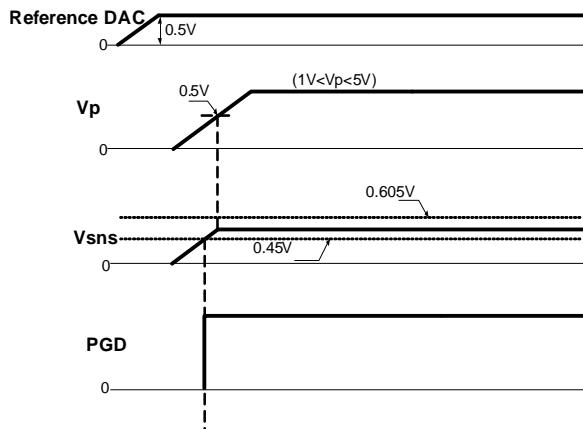 Reference DAC
0.5V
0
0.5V
(1V<Vp<5V)
Vp
0
0.605V
Vsns
0.45V
0
PGD
0